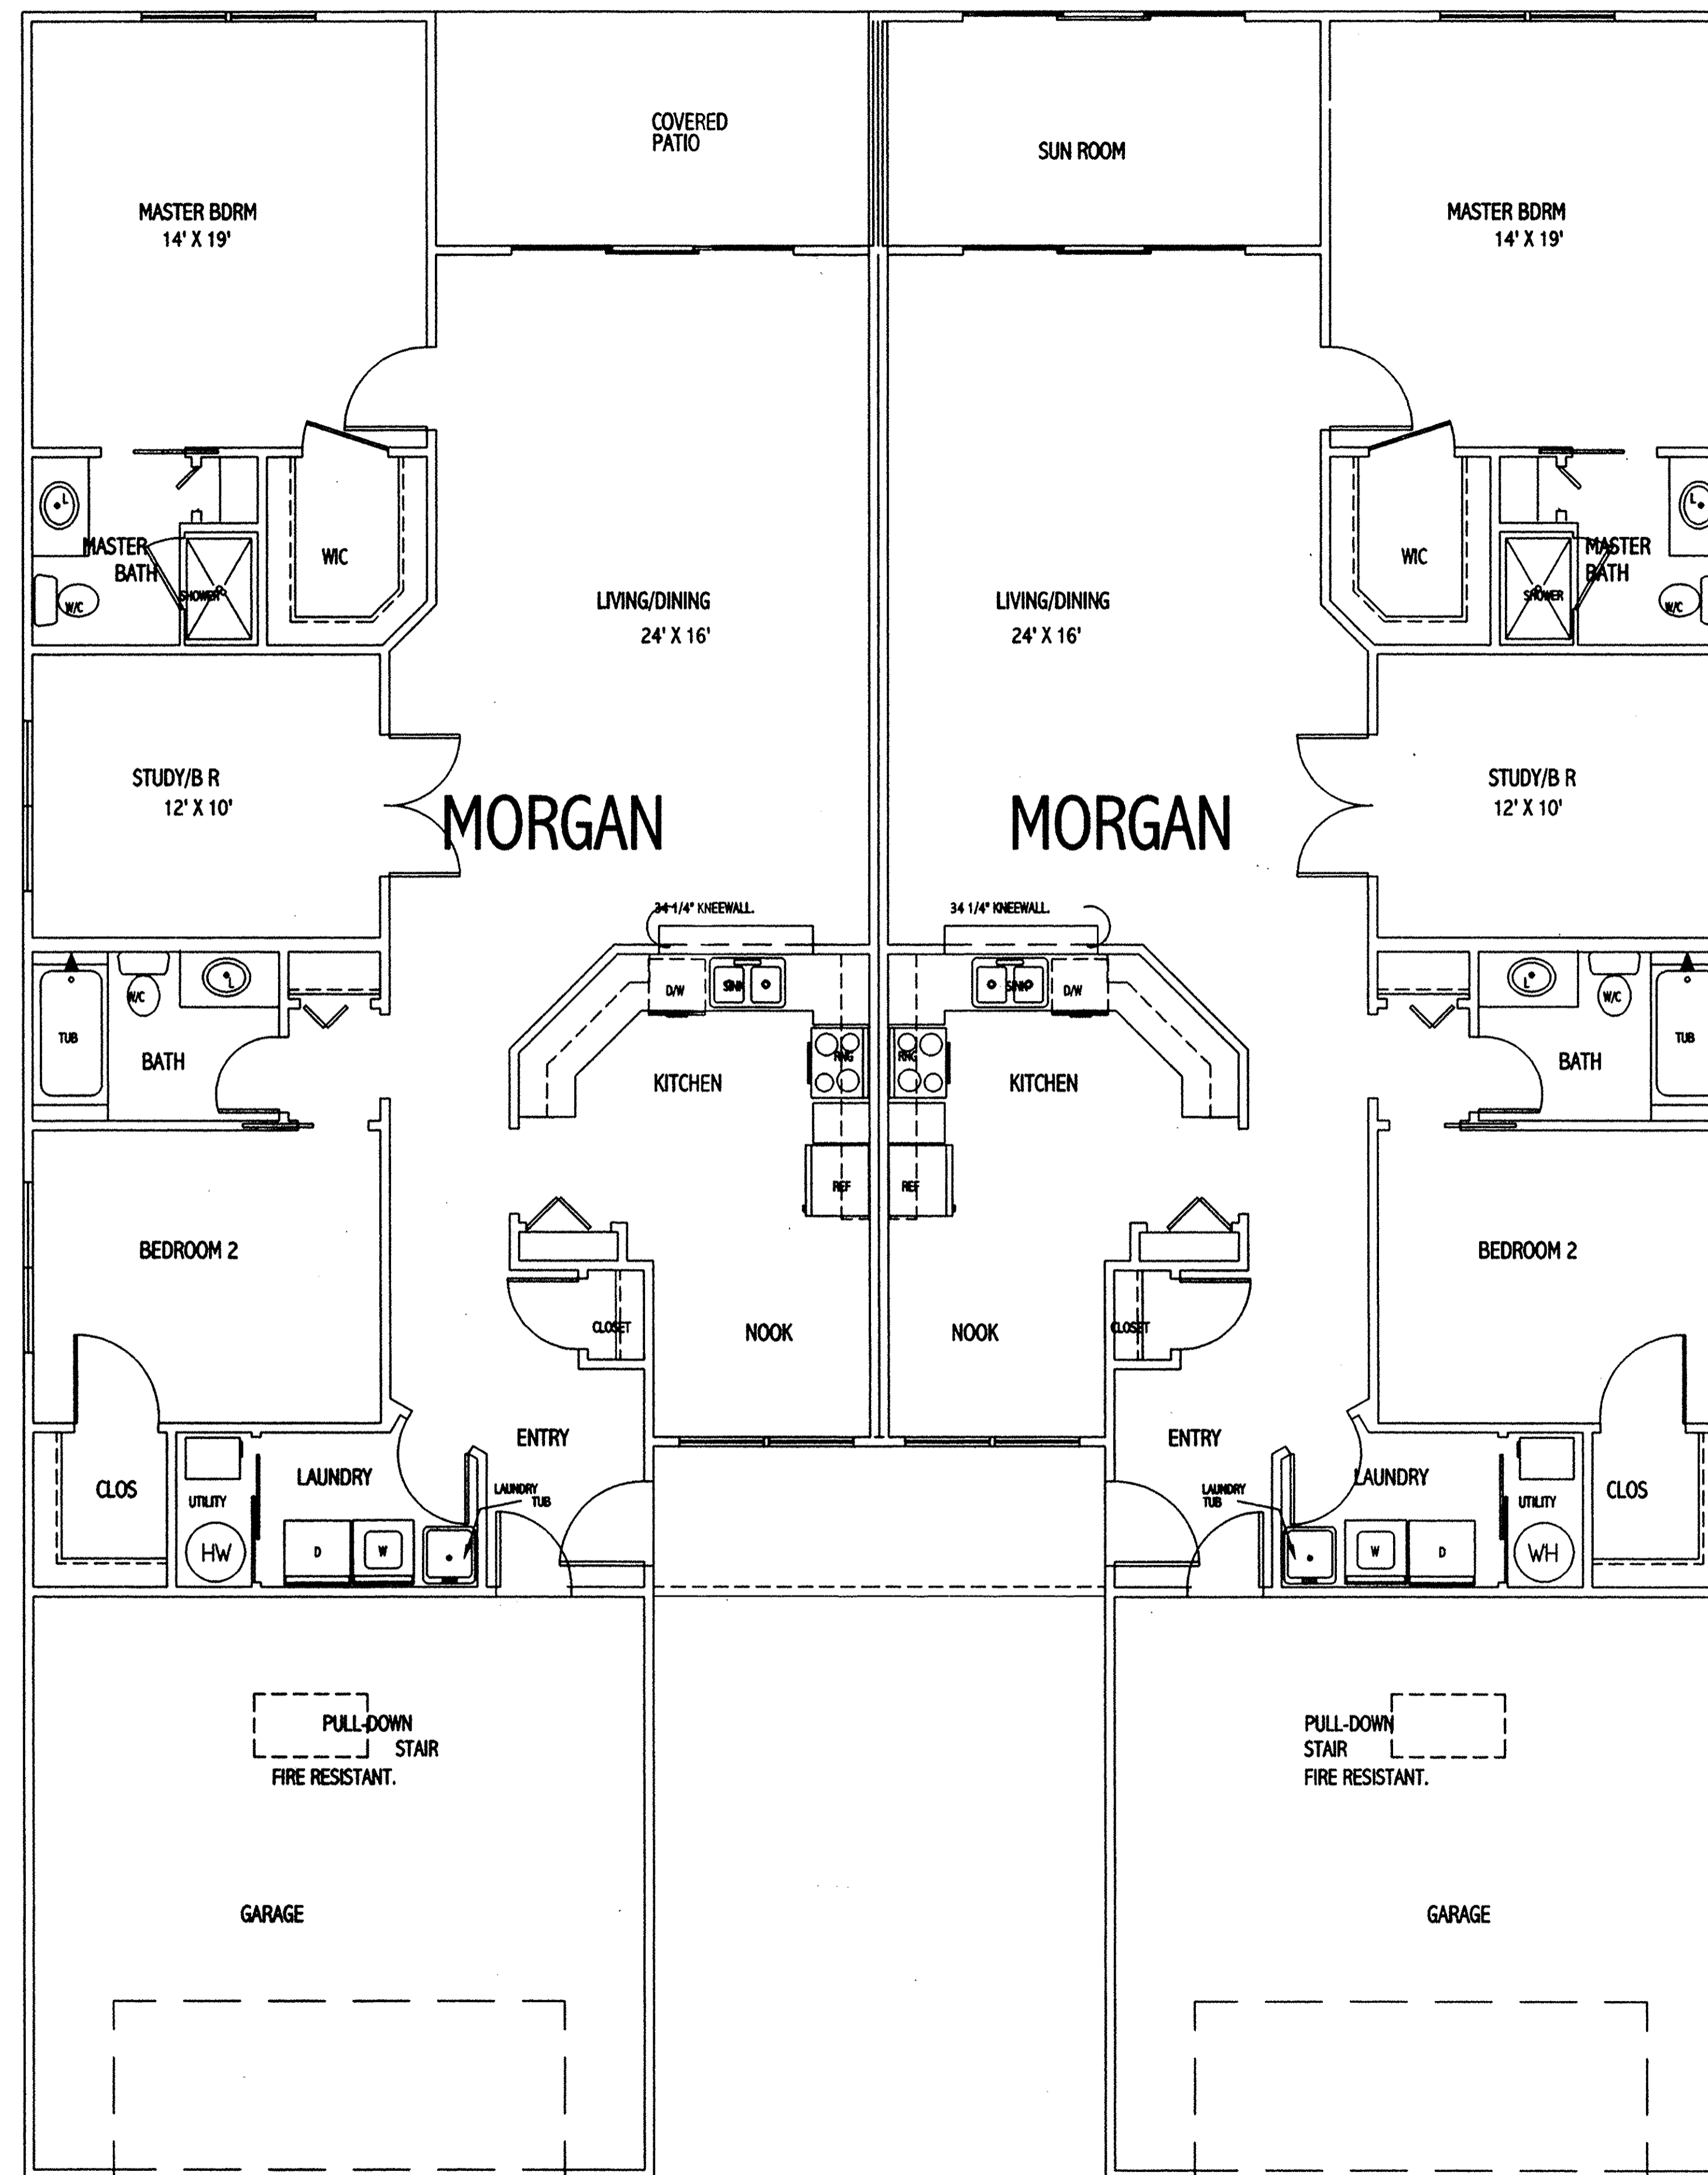 COVERED
PATIO
SUN ROOM
MASTER BDRM
14' X 19'
MASTER BDRM
14' X 19'
L
L
MASTER
BATH
WIC
WIC
MASTER
BATH
SHOWER
SHOWER
W/C
W/C
LIVING/DINING
24' X 16'
LIVING/DINING
24' X 16'
STUDY/B R
12' X 10'
STUDY/B R
12' X 10'
MORGAN
MORGAN
34 1/4" KNEEWALL.
34 1/4" KNEEWALL.
W/C
L
D/W
SINK
SINK
D/W
L
W/C
TUB
BATH
KITCHEN
RNG
RNG
KITCHEN
BATH
TUB
REF
REF
BEDROOM 2
BEDROOM 2
CLOSET
NOOK
NOOK
CLOSET
ENTRY
ENTRY
CLOS
LAUNDRY
LAUNDRY
CLOS
UTILITY
LAUNDRY
TUB
LAUNDRY
TUB
UTILITY
HW
D
W
W
D
WH
PULL-DOWN
STAIR
FIRE RESISTANT.
PULL-DOWN
STAIR
FIRE RESISTANT.
GARAGE
GARAGE